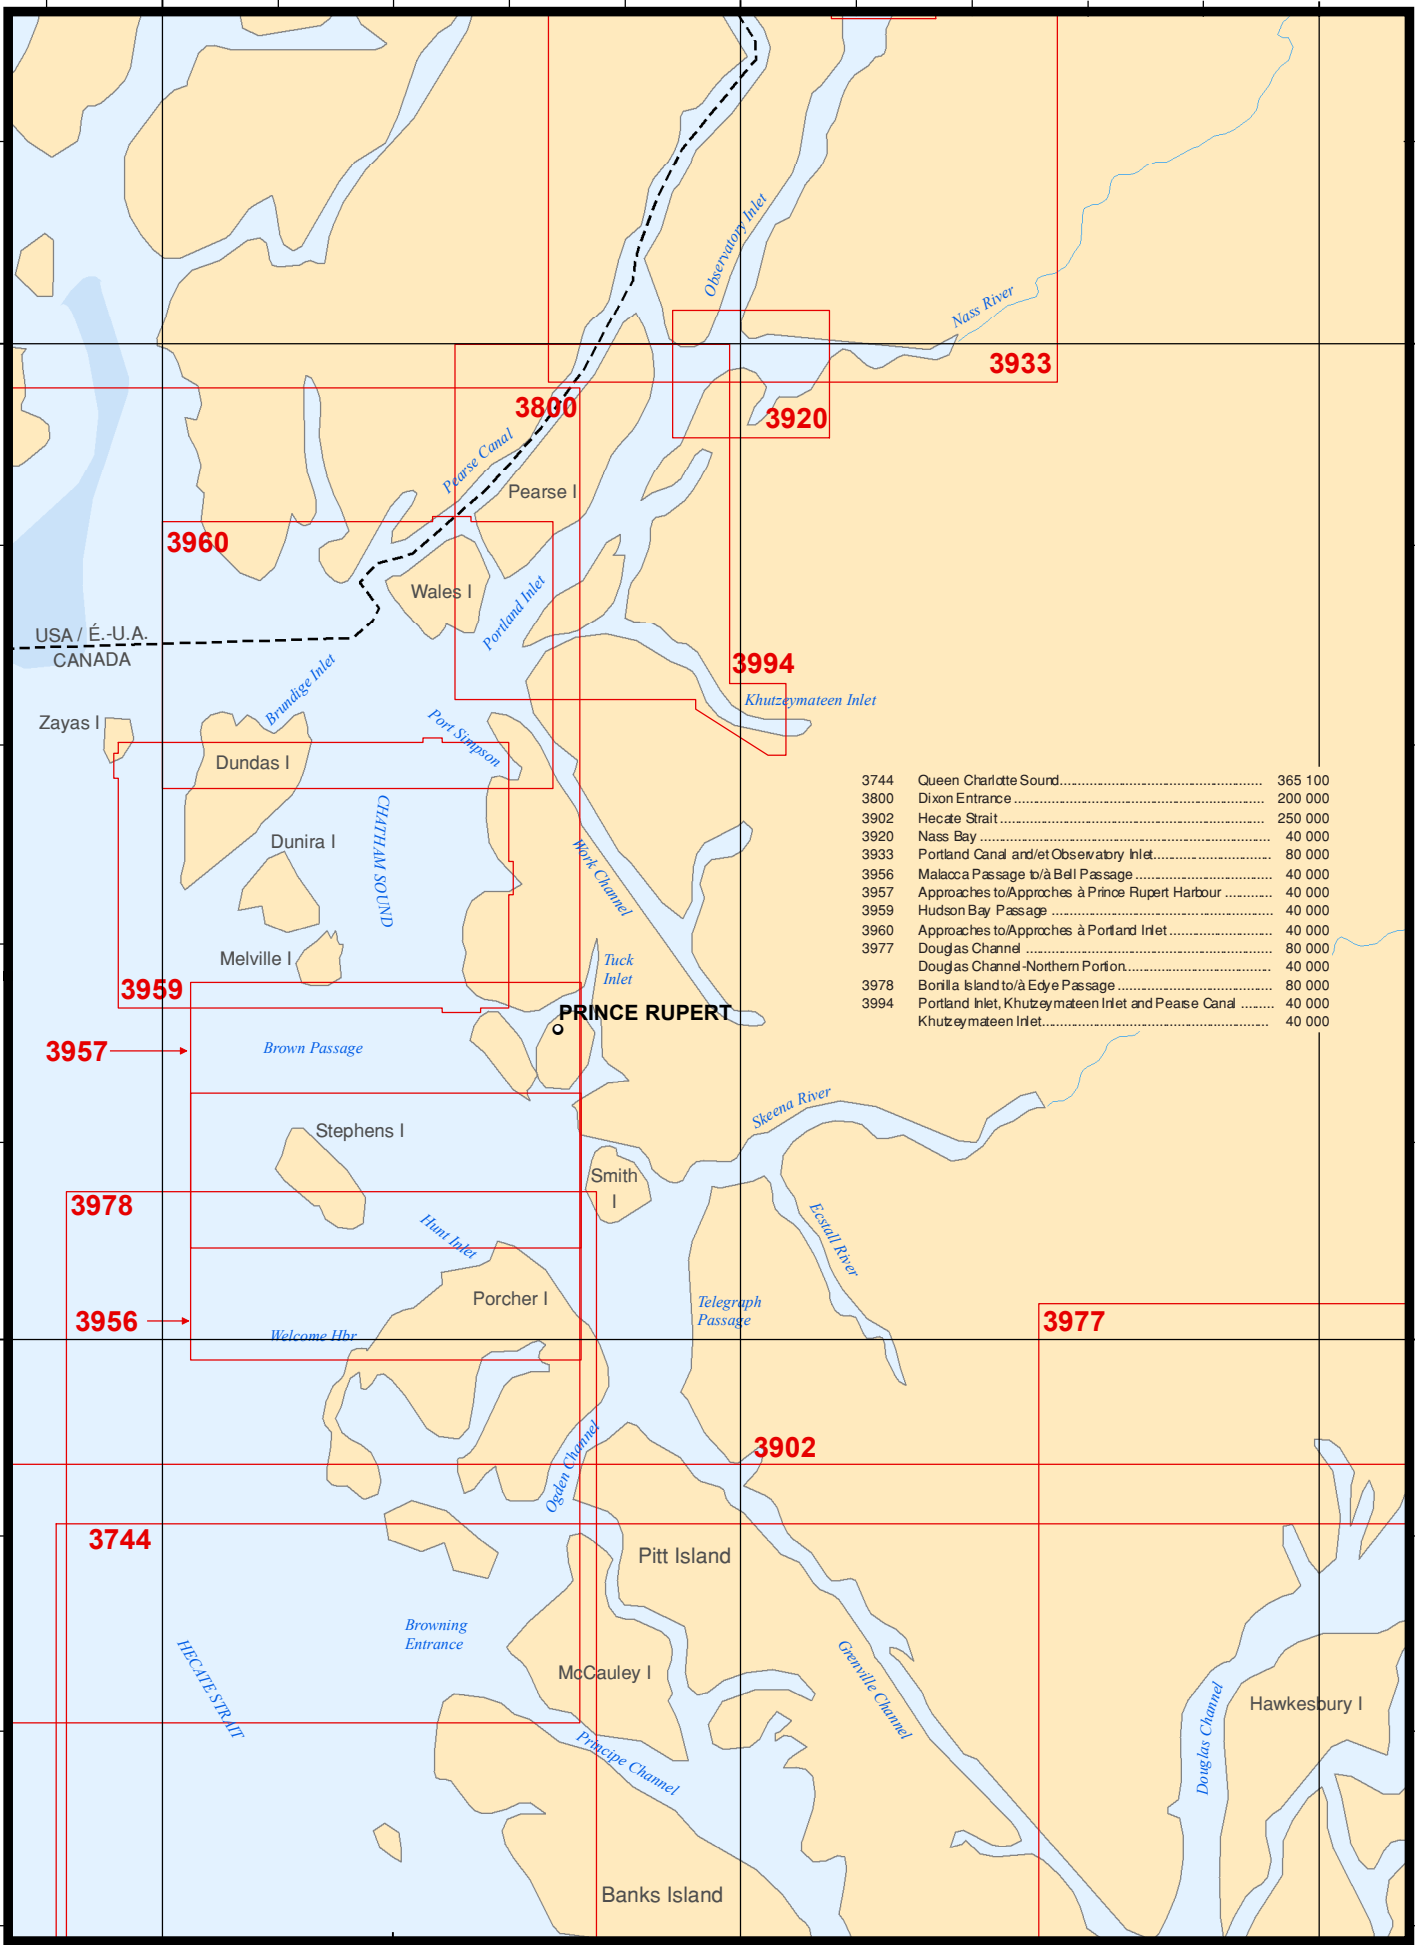 Observatory Inlet
Nass River
3933
3800
3920
Pearse Canal
Pearse I
3960
Wales I
Portland Inlet
USA / É.-U.A.
CANADA
3994
Brundige Inlet
Khutzeymateen Inlet
Zayas I
Port Simpson
Dundas I
3744 Queen Charlotte Sound 365 100
3800 Dixon Entrance 200 000
3902 Hecate Strait 250 000
3920 Nass Bay 40 000
3933 Portland Canal and/et Observatory Inlet 80 000
3956 Malacca Passage to/à Bell Passage 40 000
3957 Approaches to/Approches à Prince Rupert Harbour 40 000
3959 Hudson Bay Passage 40 000
3960 Approaches to/Approches à Portland Inlet 40 000
3977 Douglas Channel 80 000
Douglas Channel-Northern Portion 40 000
3978 Bonilla Island to/à Edye Passage 80 000
3994 Portland Inlet, Khutzeymateen Inlet and Pearse Canal 40 000
Khutzeymateen Inlet 40 000
Dunira I
CHATHAM SOUND
Work Channel
Melville I
Tuck
Inlet
3959
PRINCE RUPERT
3957
Brown Passage
Skeena River
Stephens I
Smith
I
3978
Hunt Inlet
Ecstall River
Porcher I
Telegraph
Passage
3956
Welcome Hbr
3977
3902
Ogden Channel
3744
Pitt Island
Browning
Entrance
HECATE STRAIT
McCauley I
Grenville Channel
Hawkesbury I
Douglas Channel
Principe Channel
Banks Island